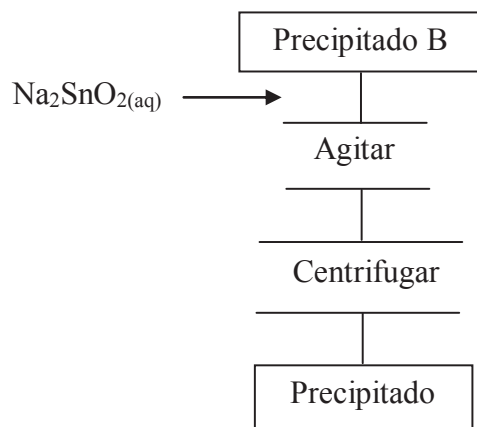 Precipitado B
Na₂SnO₂₍ₐq₎
Agitar
Centrifugar
Precipitado